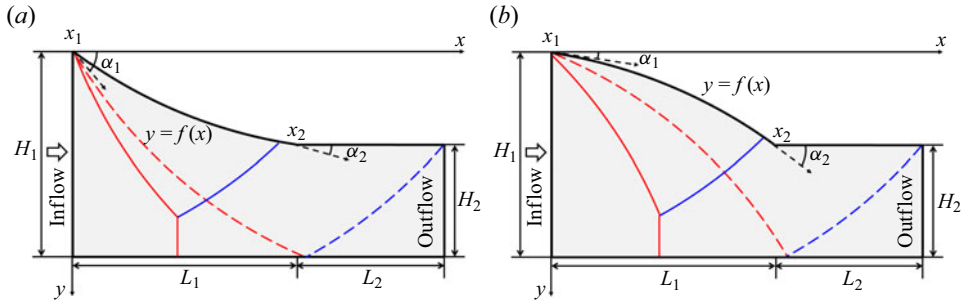 (a)
x₁
x
α₁
y = f(x)
x₂
α₂
H₁
Inflow
H₂
Outflow
L₁
L₂
y
(b)
x₁
x
α₁
y = f(x)
x₂
α₂
H₁
Inflow
H₂
Outflow
L₁
L₂
y